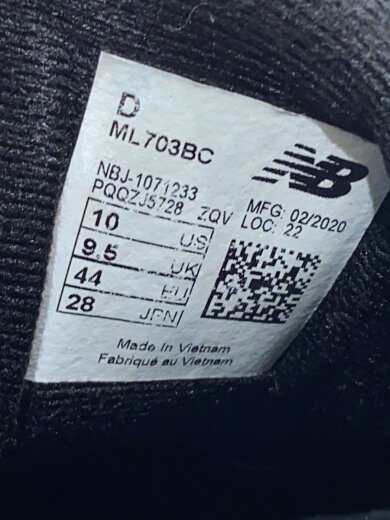 D
ML703BC
NB
NBJ-1071233
PQQZJ5728 ZQV
MFG: 02/2020
LOC: 22
10 US
9.5 UK
44 EU
28 JPN
Made In Vietnam
Fabriqué au Vietnam